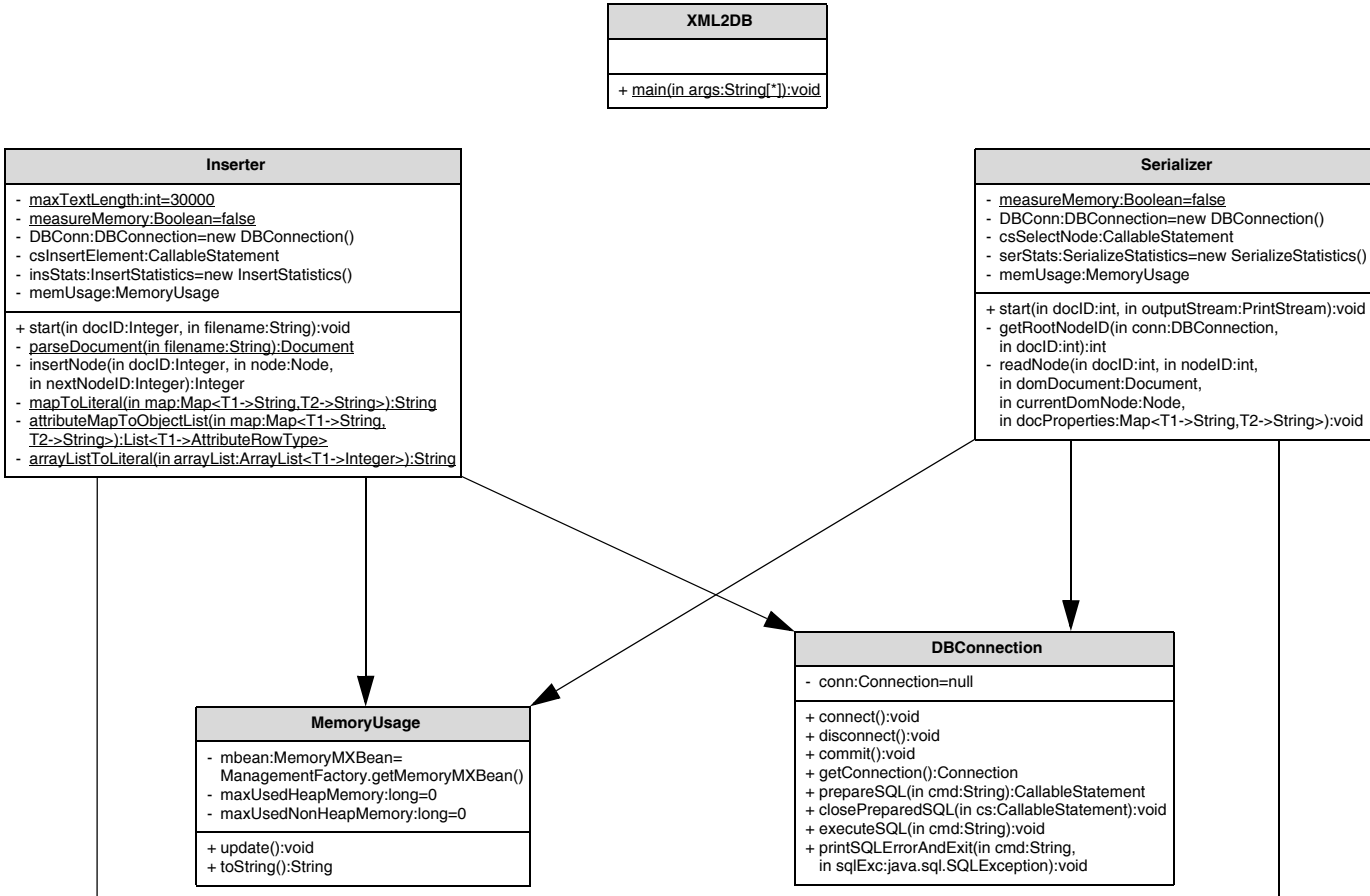 XML2DB
+ main(in args:String[*]):void
Inserter
- maxTextLength:int=30000
- measureMemory:Boolean=false
- DBConn:DBConnection=new DBConnection()
- csInsertElement:CallableStatement
- insStats:InsertStatistics=new InsertStatistics()
- memUsage:MemoryUsage
+ start(in docID:Integer, in filename:String):void
- parseDocument(in filename:String):Document
- insertNode(in docID:Integer, in node:Node,
in nextNodeID:Integer):Integer
- mapToLiteral(in map:Map<T1->String,T2->String>):String
- attributeMapToObjectList(in map:Map<T1->String,
T2->String>):List<T1->AttributeRowType>
- arrayListToLiteral(in arrayList:ArrayList<T1->Integer>):String
Serializer
- measureMemory:Boolean=false
- DBConn:DBConnection=new DBConnection()
- csSelectNode:CallableStatement
- serStats:SerializeStatistics=new SerializeStatistics()
- memUsage:MemoryUsage
+ start(in docID:int, in outputStream:PrintStream):void
- getRootNodeID(in conn:DBConnection,
in docID:int):int
- readNode(in docID:int, in nodeID:int,
in domDocument:Document,
in currentDomNode:Node,
in docProperties:Map<T1->String,T2->String>):void
MemoryUsage
- mbean:MemoryMXBean=
ManagementFactory.getMemoryMXBean()
- maxUsedHeapMemory:long=0
- maxUsedNonHeapMemory:long=0
+ update():void
+ toString():String
DBConnection
- conn:Connection=null
+ connect():void
+ disconnect():void
+ commit():void
+ getConnection():Connection
+ prepareSQL(in cmd:String):CallableStatement
+ closePreparedSQL(in cs:CallableStatement):void
+ executeSQL(in cmd:String):void
+ printSQLErrorAndExit(in cmd:String,
in sqlExc:java.sql.SQLException):void